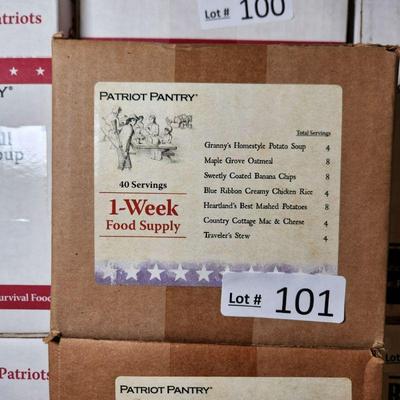 Lot # 100
atriots
PATRIOT PANTRY®
Total Servings
Granny's Homestyle Potato Soup 4
Maple Grove Oatmeal 8
Sweetly Coated Banana Chips 8
Blue Ribbon Creamy Chicken Rice 4
Heartland's Best Mashed Potatoes 8
Country Cottage Mac & Cheese 4
Traveler's Stew 4
40 Servings
1-Week
Food Supply
Lot # 101
urvival Food
Patriots
PATRIOT PANTRY®